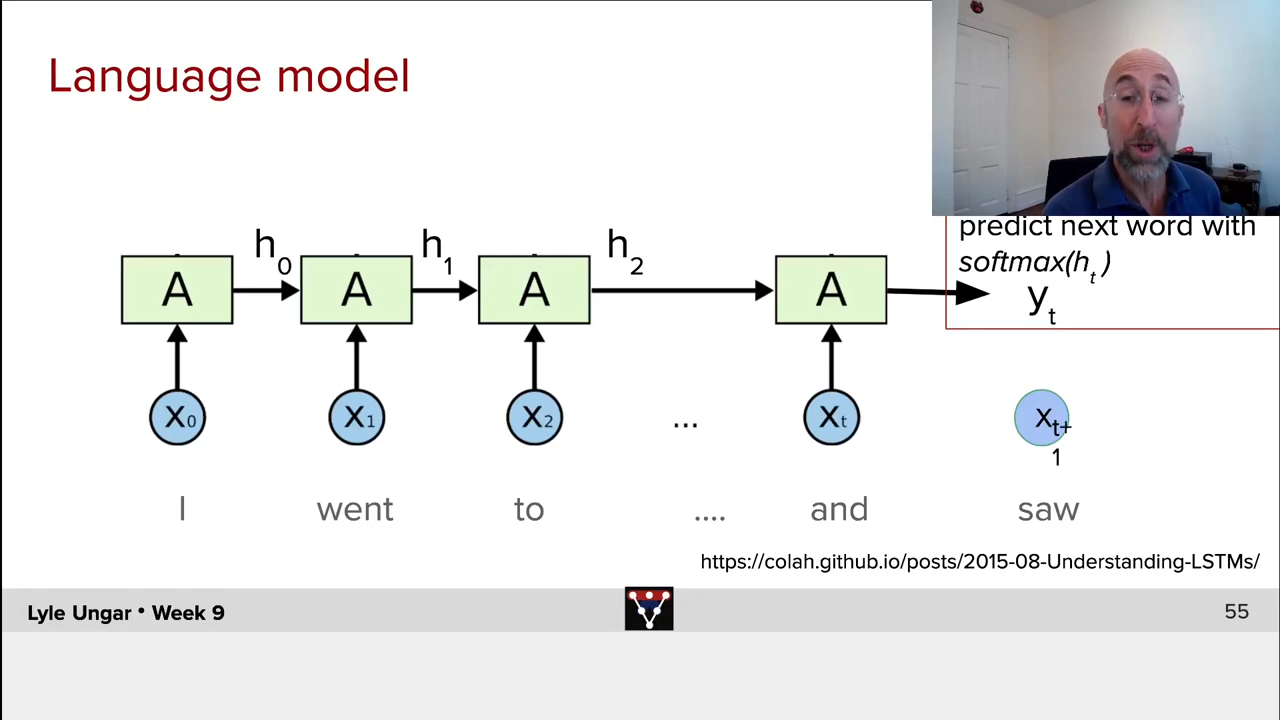 Language model
predict next word with
softmax(hₜ)
yₜ
h₀ h₁ h₂
A A A A
x₀ x₁ x₂ ... xₜ xₜ₊₁
I went to .... and saw
https://colah.github.io/posts/2015-08-Understanding-LSTMs/
Lyle Ungar • Week 9
55